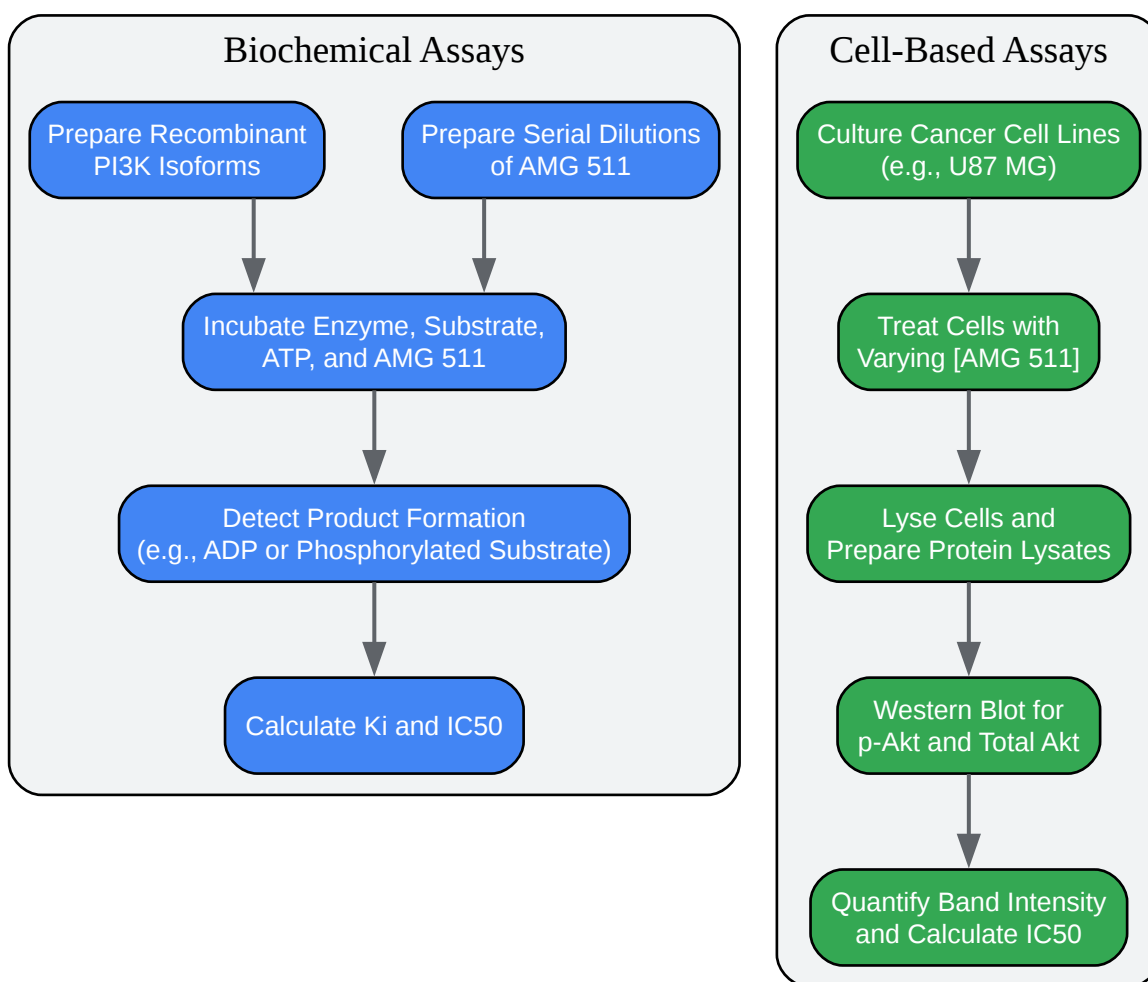 Biochemical Assays
Prepare Recombinant
PI3K Isoforms
Prepare Serial Dilutions
of AMG 511
Incubate Enzyme, Substrate,
ATP, and AMG 511
Detect Product Formation
(e.g., ADP or Phosphorylated Substrate)
Calculate Ki and IC50
Cell-Based Assays
Culture Cancer Cell Lines
(e.g., U87 MG)
Treat Cells with
Varying [AMG 511]
Lyse Cells and
Prepare Protein Lysates
Western Blot for
p-Akt and Total Akt
Quantify Band Intensity
and Calculate IC50